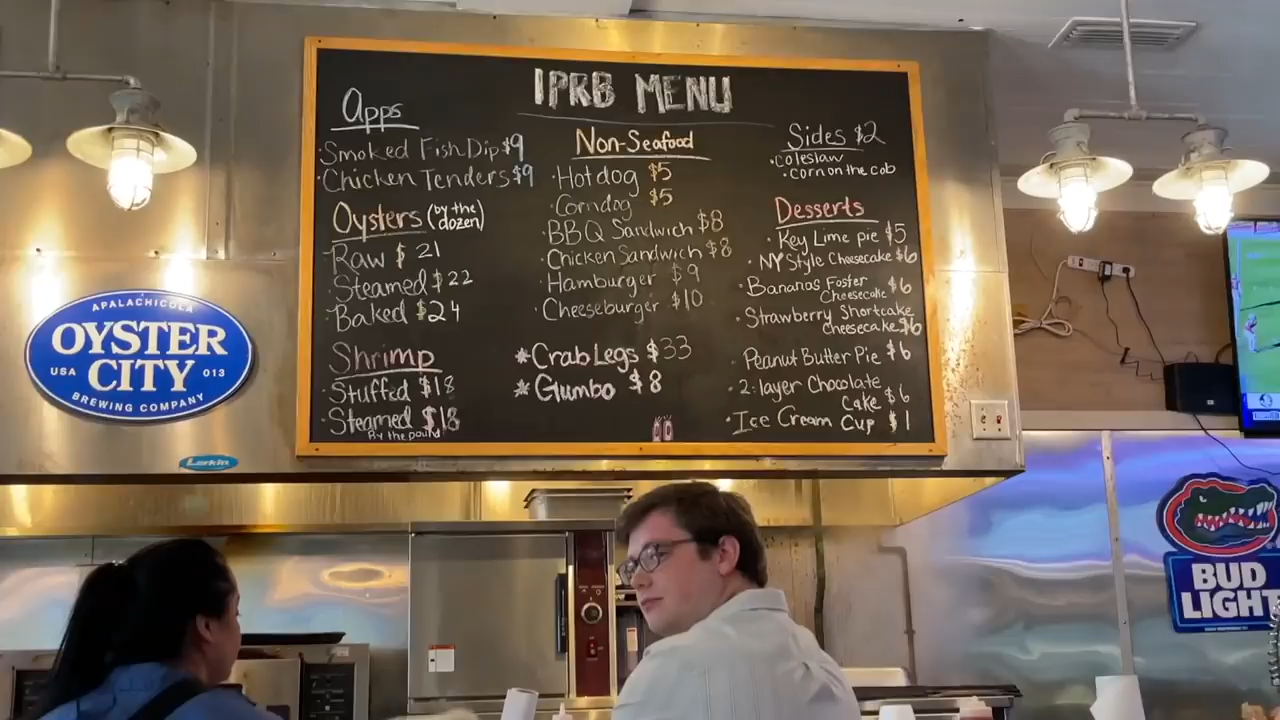 IPRB MENU
Apps
·Smoked Fish Dip $9
·Chicken Tenders $9
Oysters (by the dozen)
·Raw $ 21
·Steamed $22
·Baked $24
Shrimp
·Stuffed $18
·Steamed $18
By the pound
Non-Seafood
·Hotdog $5
·Corndog $5
·BBQ Sandwich $8
·Chicken Sandwich $8
·Hamburger $9
·Cheeseburger $10
*Crab Legs $33
*Gumbo $8
Sides $2
·coleslaw
·corn on the cob
Desserts
·Key Lime pie $5
·NY Style Cheesecake $6
·Bananas Foster
Cheesecake $6
·Strawberry Shortcake
cheesecake $6
·Peanut Butter Pie $6
·2-layer Chocolate
Cake $6
·Ice Cream Cup $1
APALACHICOLA
OYSTER
USA CITY 013
BREWING COMPANY
Larkin
BUD
LIGHT